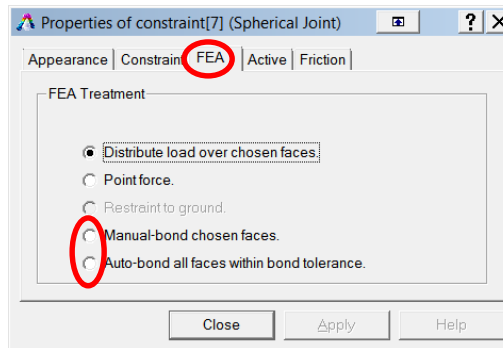 Properties of constraint[7] (Spherical Joint)
Appearance Constraint FEA Active Friction
FEA Treatment
Distribute load over chosen faces.
Point force.
Restraint to ground.
Manual-bond chosen faces.
Auto-bond all faces within bond tolerance.
Close Apply Help